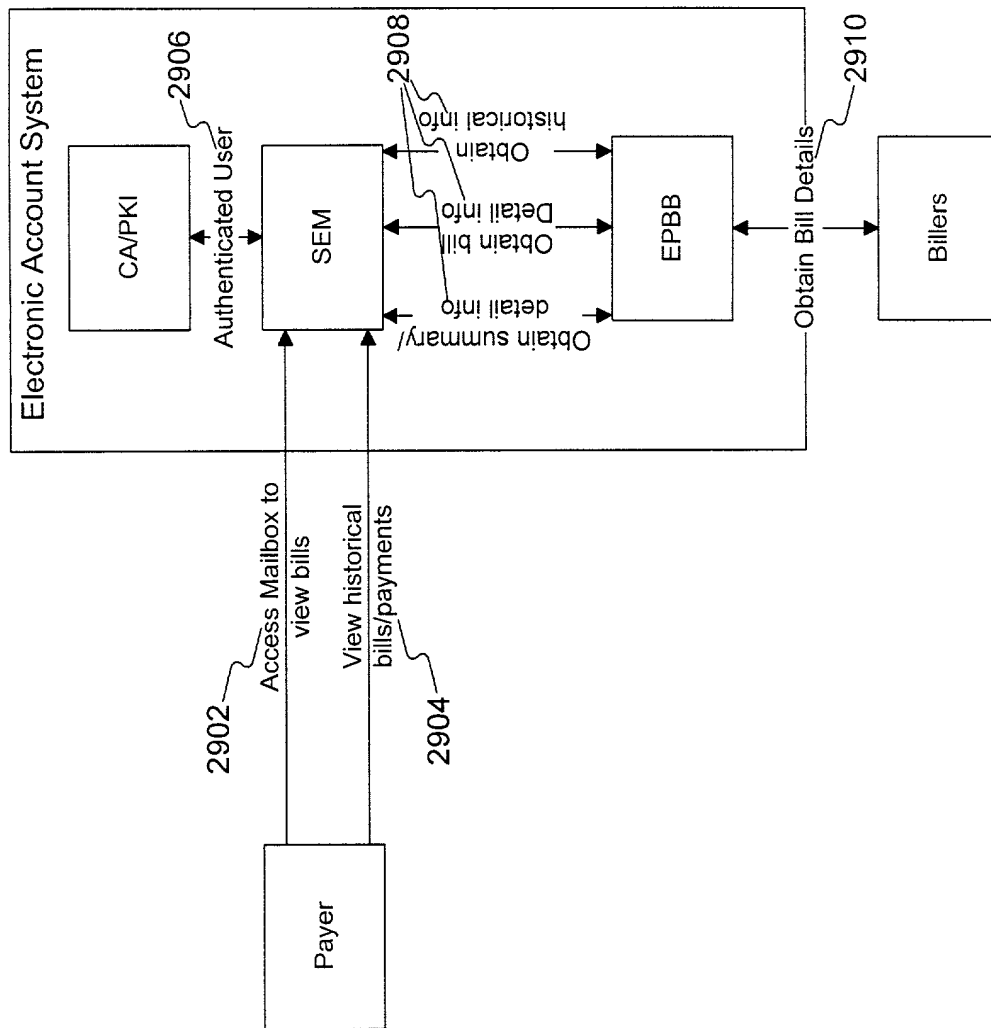 Electronic Account System
CA/PKI
2906
Authenticated User
SEM
2908
Obtain summary/
detail info
Obtain bill
Detail info
Obtain
historical info
EPBB
Obtain Bill Details
2910
Billers
2902
Access Mailbox to
view bills
View historical
bills/payments
2904
Payer